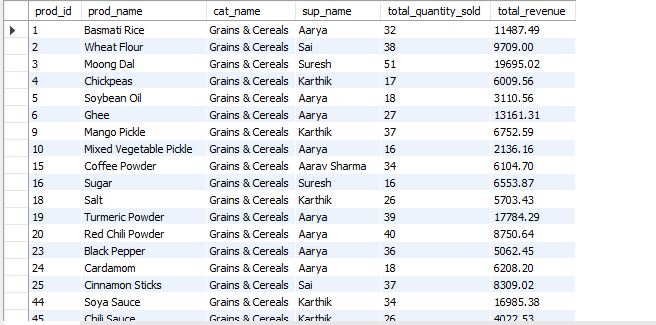 prod_id prod_name cat_name sup_name total_quantity_sold total_revenue
1 Basmati Rice Grains & Cereals Aarya 32 11487.49
2 Wheat Flour Grains & Cereals Sai 38 9709.00
3 Moong Dal Grains & Cereals Suresh 51 19695.02
4 Chickpeas Grains & Cereals Karthik 17 6009.56
5 Soybean Oil Grains & Cereals Aarya 18 3110.56
6 Ghee Grains & Cereals Aarya 27 13161.31
9 Mango Pickle Grains & Cereals Karthik 37 6752.59
10 Mixed Vegetable Pickle Grains & Cereals Aarya 16 2136.16
15 Coffee Powder Grains & Cereals Aarav Sharma 34 6104.70
16 Sugar Grains & Cereals Suresh 16 6553.87
18 Salt Grains & Cereals Karthik 26 5703.43
19 Turmeric Powder Grains & Cereals Aarya 39 17784.29
20 Red Chili Powder Grains & Cereals Aarya 40 8750.64
23 Black Pepper Grains & Cereals Aarya 36 5062.45
24 Cardamom Grains & Cereals Aarya 18 6208.20
25 Cinnamon Sticks Grains & Cereals Sai 37 8309.02
44 Soya Sauce Grains & Cereals Karthik 34 16985.38
45 Chili Sauce Grains & Cereals Karthik 26 4022.53